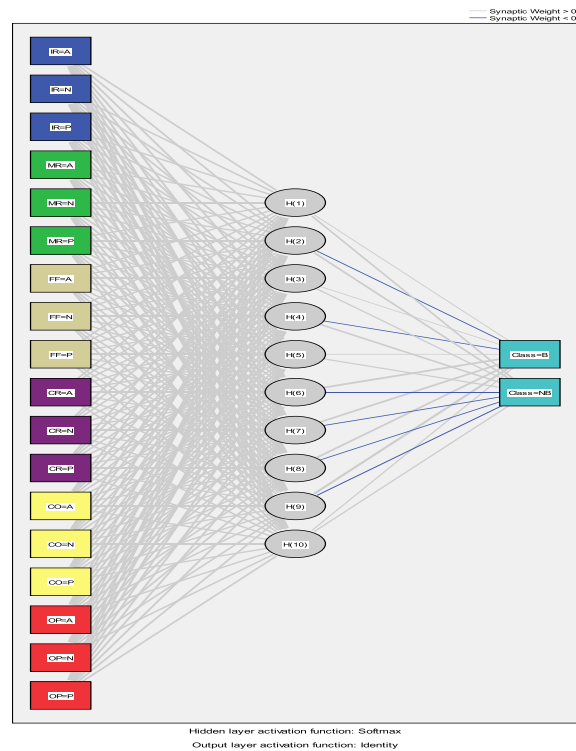 Synaptic Weight > 0
Synaptic Weight < 0
IR=A
IR=N
IR=P
MR=A
MR=N
MR=P
FF=A
FF=N
FF=P
CR=A
CR=N
CR=P
CO=A
CO=N
CO=P
OP=A
OP=N
OP=P
H(1)
H(2)
H(3)
H(4)
H(5)
H(6)
H(7)
H(8)
H(9)
H(10)
Class=B
Class=NB
Hidden layer activation function: Softmax
Output layer activation function: Identity